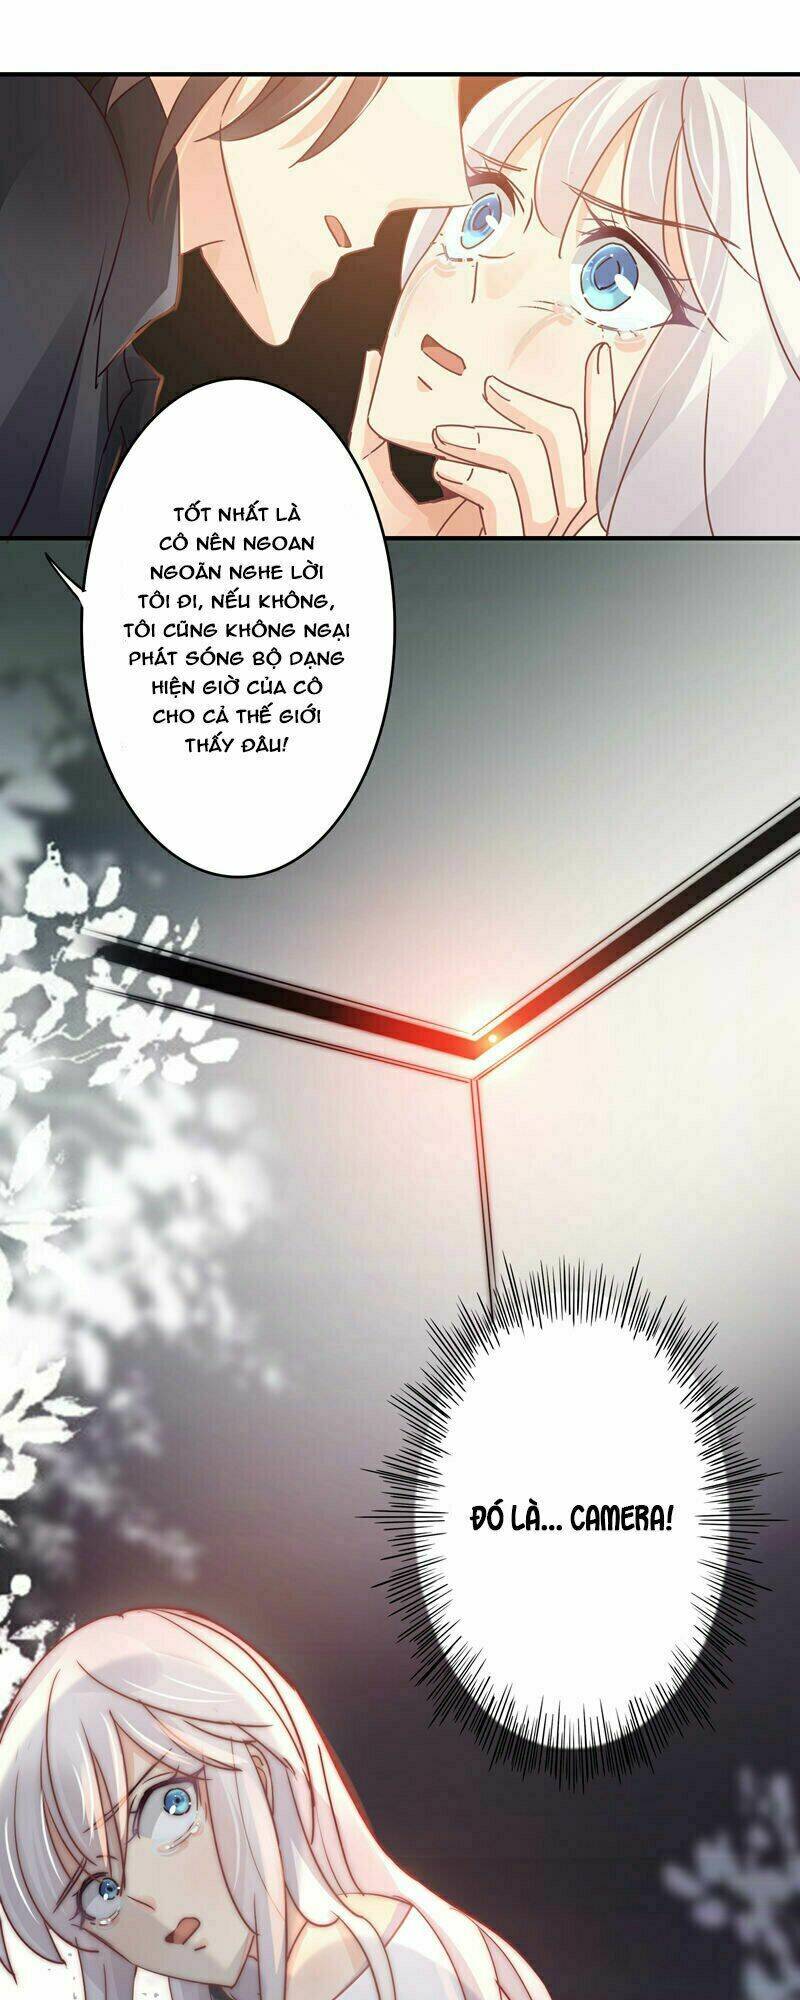 TỐT NHẤT LÀ
CÔ NÊN NGOAN
NGOÃN NGHE LỜI
TÔI ĐI, NẾU KHÔNG,
TÔI CŨNG KHÔNG NGẠI
PHÁT SÓNG BỘ DẠNG
HIỆN GIỜ CỦA CÔ
CHO CẢ THẾ GIỚI
THẤY ĐÂU!
ĐÓ LÀ... CAMERA!